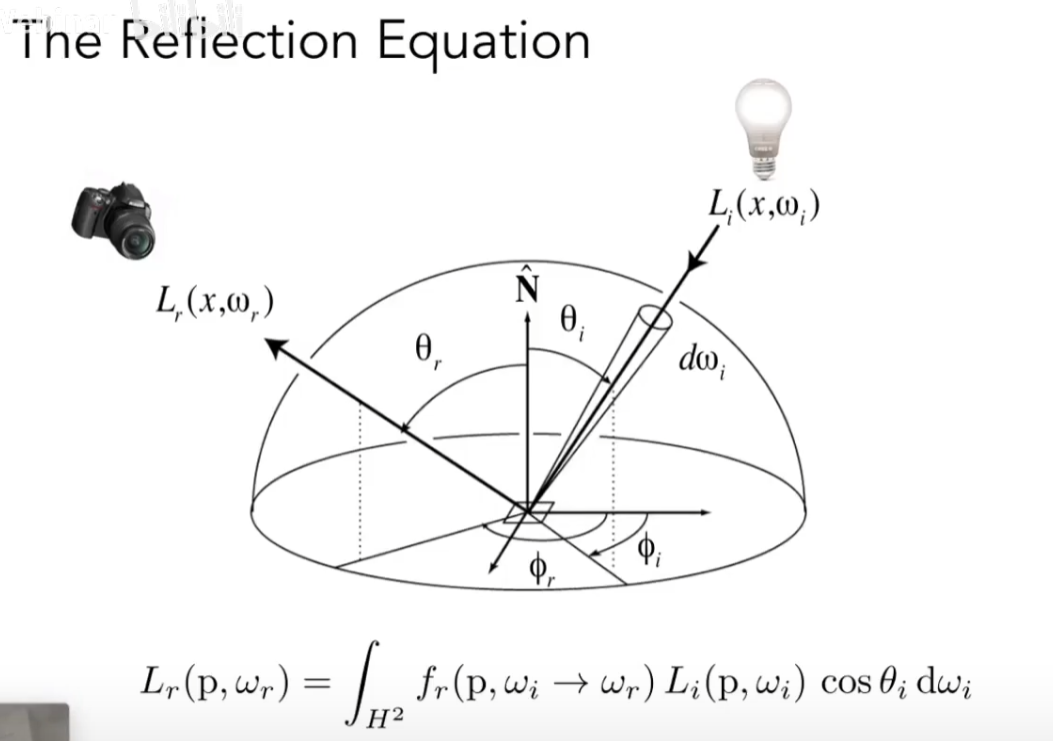 The Reflection Equation
L_i(x,ω_i)
L_r(x,ω_r)
N̂
θ_i
θ_r
dω_i
ϕ_i
ϕ_r
L_r(p, ω_r) = ∫_{H²} f_r(p, ω_i → ω_r) L_i(p, ω_i) cos θ_i dω_i